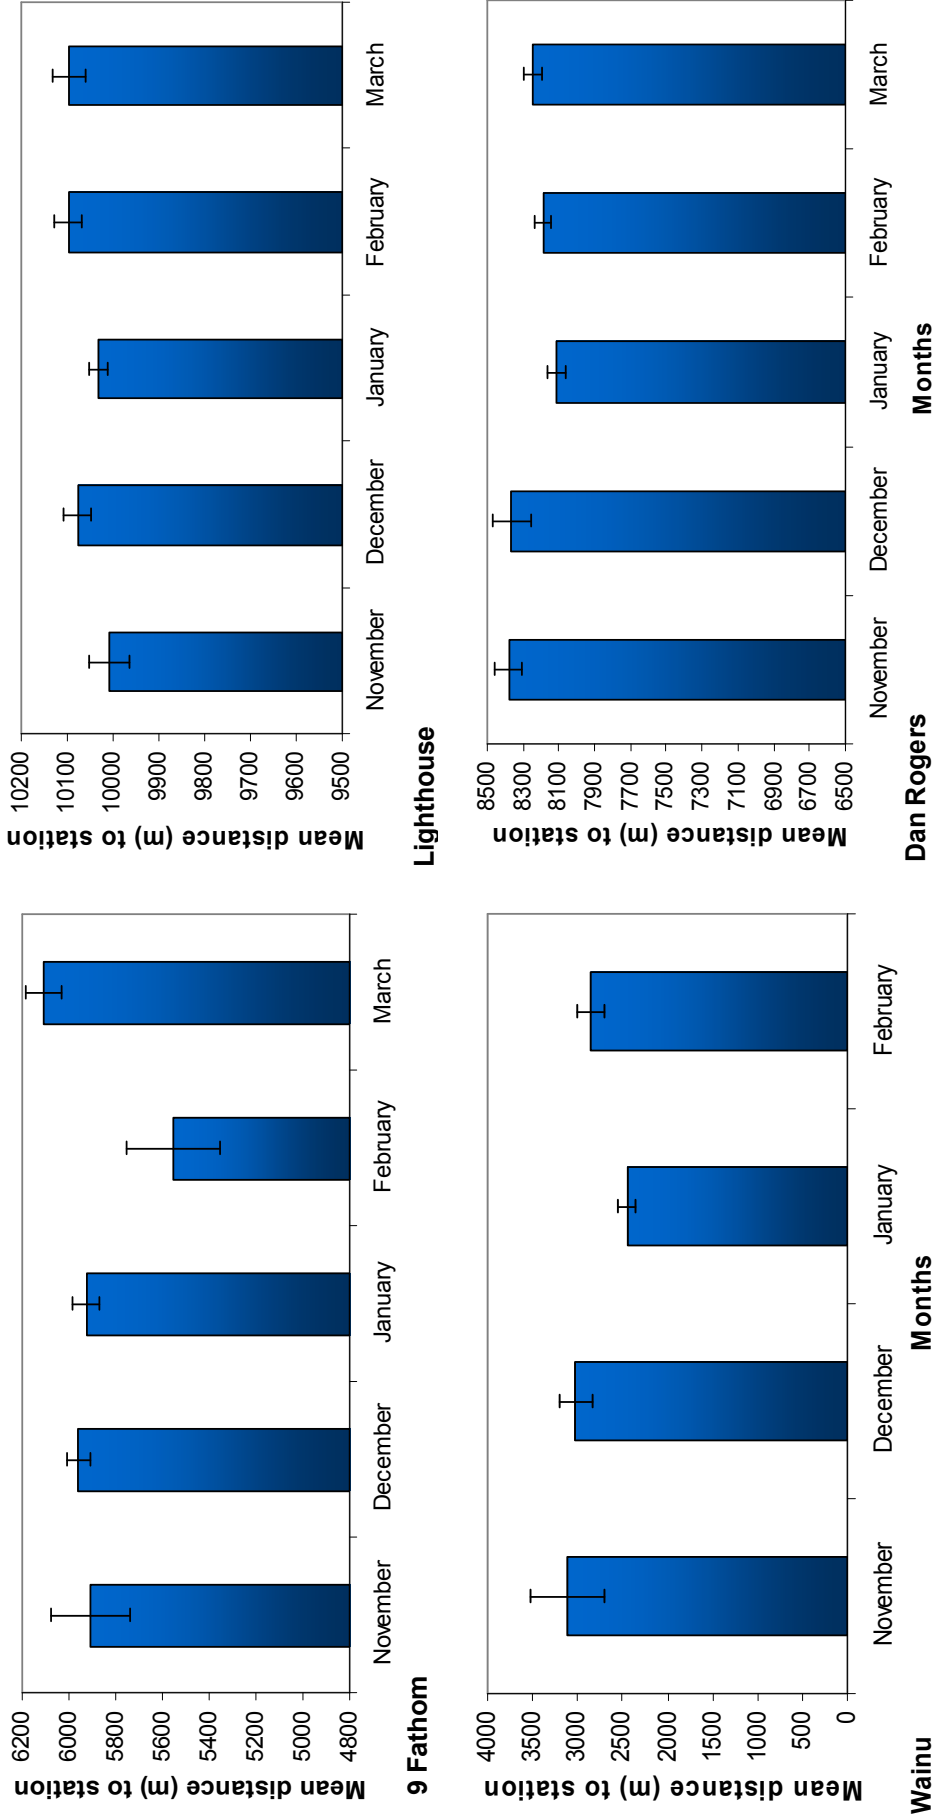 Mean distance (m) to station
6200
6000
5800
5600
5400
5200
5000
4800
November December January February March
9 Fathom
Mean distance (m) to station
10200
10100
10000
9900
9800
9700
9600
9500
November December January February March
Lighthouse
Mean distance (m) to station
4000
3500
3000
2500
2000
1500
1000
500
0
November December January February
Months
Wainu
Mean distance (m) to station
8500
8300
8100
7900
7700
7500
7300
7100
6900
6700
6500
November December January February March
Months
Dan Rogers